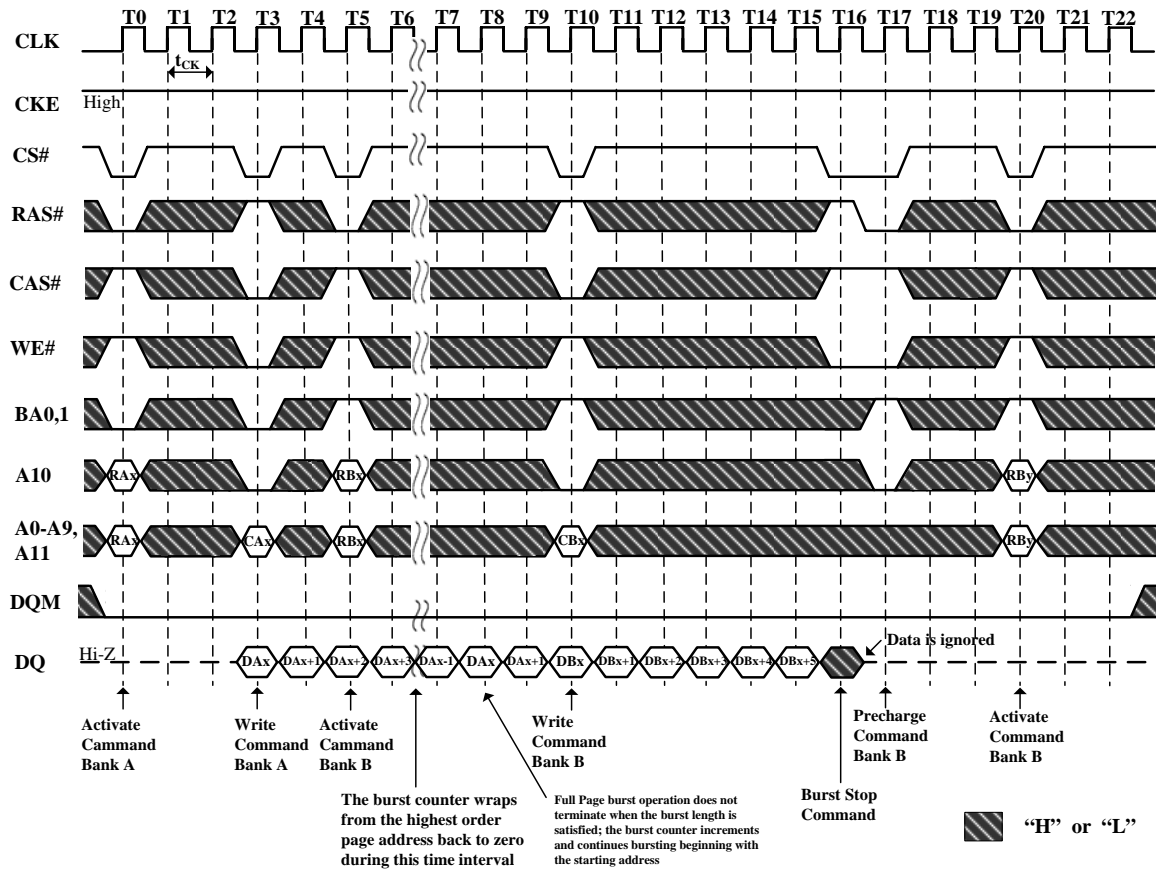 T0 T1 T2 T3 T4 T5 T6 T7 T8 T9 T10 T11 T12 T13 T14 T15 T16 T17 T18 T19 T20 T21 T22
CLK
tCK
CKE High
CS#
RAS#
CAS#
WE#
BA0,1
A10 RAx RBx RBy
A0-A9,
A11
RAx CAx RBx CBx RBy
DQM
DQ Hi-Z DAx DAx+1 DAx+2 DAx+3 DAx-1 DAx DAx+1 DBx DBx+1 DBx+2 DBx+3 DBx+4 DBx+5
Data is ignored
Activate
Cammand
Bank A
Write
Command
Bank A
Activate
Cammand
Bank B
Write
Command
Bank B
Precharge
Command
Bank B
Activate
Command
Bank B
The burst counter wraps
from the highest order
page address back to zero
during this time interval
Full Page burst operation does not
terminate when the burst length is
satisfied; the burst counter increments
and continues bursting beginning with
the starting address
Burst Stop
Command
“H” or “L”